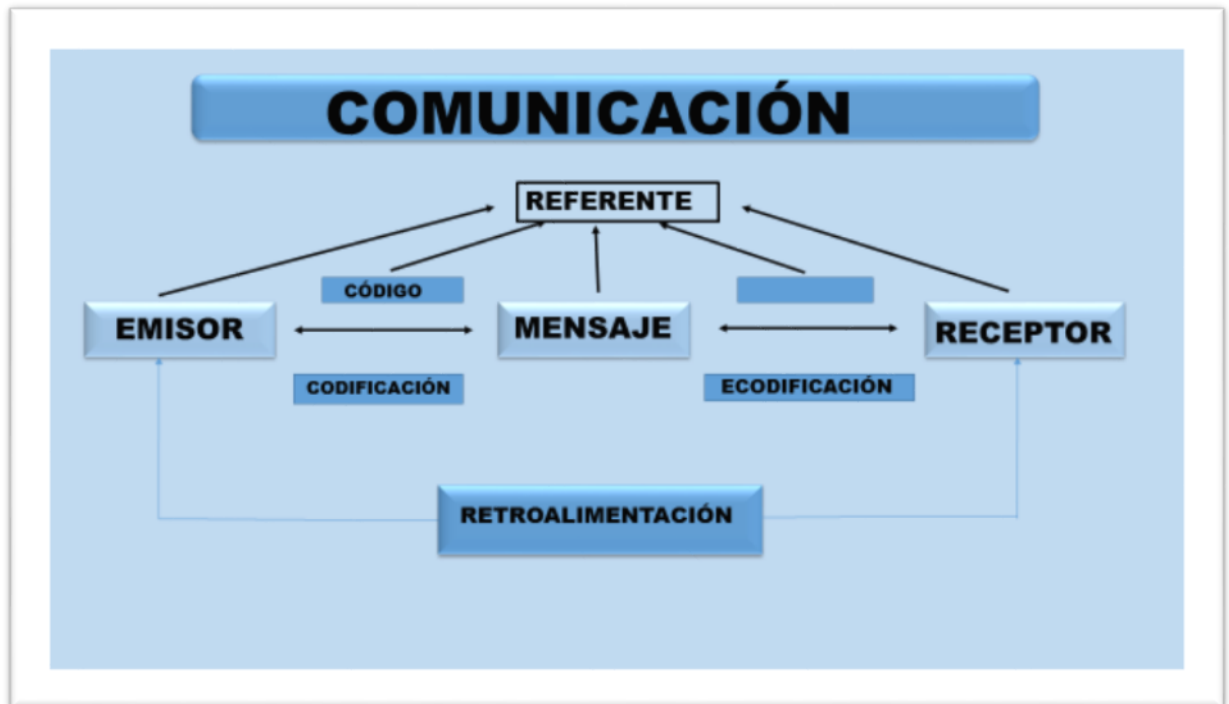 COMUNICACIÓN
REFERENTE
CÓDIGO
EMISOR
MENSAJE
RECEPTOR
CODIFICACIÓN
ECODIFICACIÓN
RETROALIMENTACIÓN